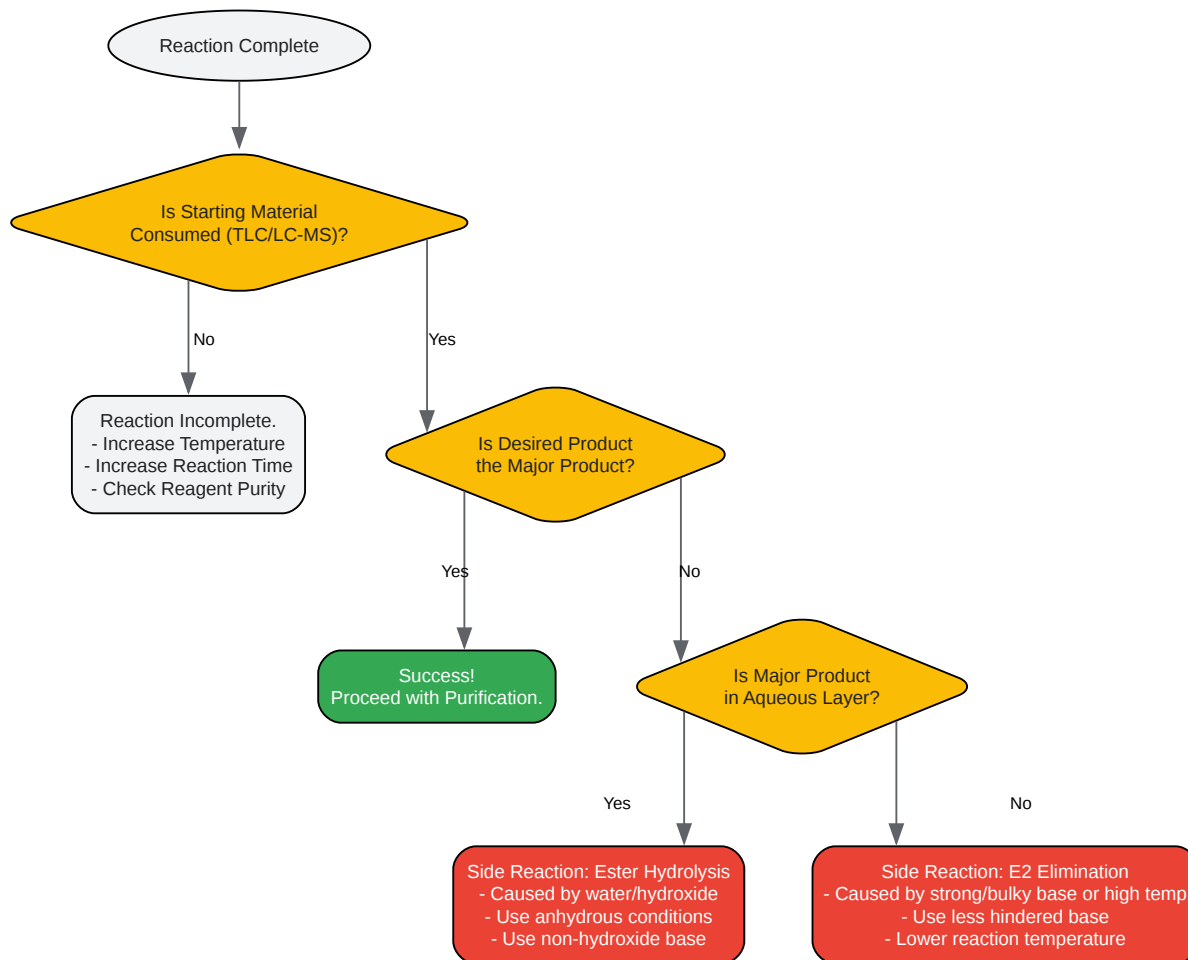 Reaction Complete
Is Starting Material
Consumed (TLC/LC-MS)?
No
Yes
Reaction Incomplete.
- Increase Temperature
- Increase Reaction Time
- Check Reagent Purity
Is Desired Product
the Major Product?
Yes
No
Success!
Proceed with Purification.
Is Major Product
in Aqueous Layer?
Yes
No
Side Reaction: Ester Hydrolysis
- Caused by water/hydroxide
- Use anhydrous conditions
- Use non-hydroxide base
Side Reaction: E2 Elimination
- Caused by strong/bulky base or high temp
- Use less hindered base
- Lower reaction temperature